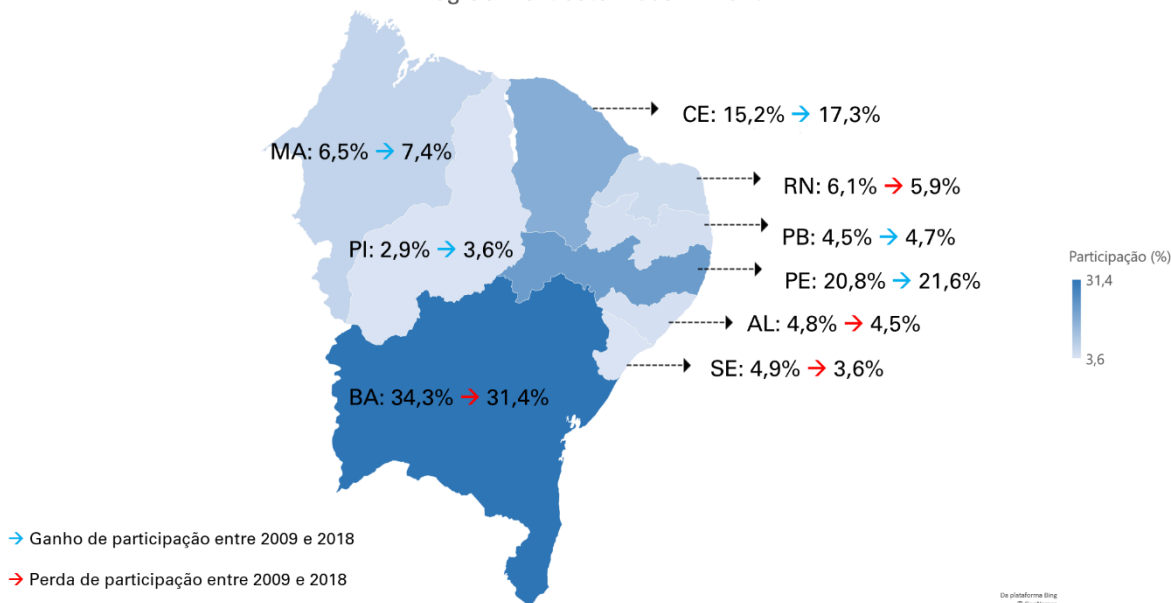 CE: 15,2% → 17,3%
MA: 6,5% → 7,4%
RN: 6,1% → 5,9%
PB: 4,5% → 4,7%
PI: 2,9% → 3,6%
Participação (%)
PE: 20,8% → 21,6%
31,4
AL: 4,8% → 4,5%
3,6
SE: 4,9% → 3,6%
BA: 34,3% → 31,4%
→ Ganho de participação entre 2009 e 2018
→ Perda de participação entre 2009 e 2018
Da plataforma Bing